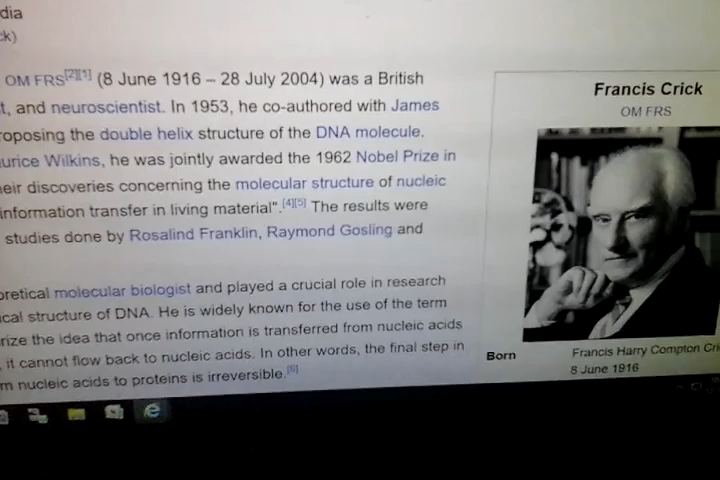 dia
ck)
OM FRS[2][1] (8 June 1916 – 28 July 2004) was a British
t, and neuroscientist. In 1953, he co-authored with James
roposing the double helix structure of the DNA molecule.
urice Wilkins, he was jointly awarded the 1962 Nobel Prize in
heir discoveries concerning the molecular structure of nucleic
information transfer in living material".[4][5] The results were
studies done by Rosalind Franklin, Raymond Gosling and
oretical molecular biologist and played a crucial role in research
ical structure of DNA. He is widely known for the use of the term
rize the idea that once information is transferred from nucleic acids
, it cannot flow back to nucleic acids. In other words, the final step in
m nucleic acids to proteins is irreversible.[6]
Francis Crick
OM FRS
Born
Francis Harry Compton Cri
8 June 1916